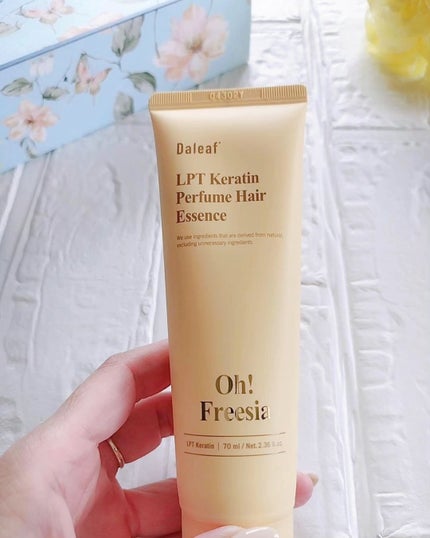 Daleaf
LPT Keratin
Perfume Hair
Essence
We use ingredients that are derived from natural,
excluding unnecessary ingredients
Oh!
Freesia
LPT Keratin | 70 ml / Net. 2.36 fl.oz.